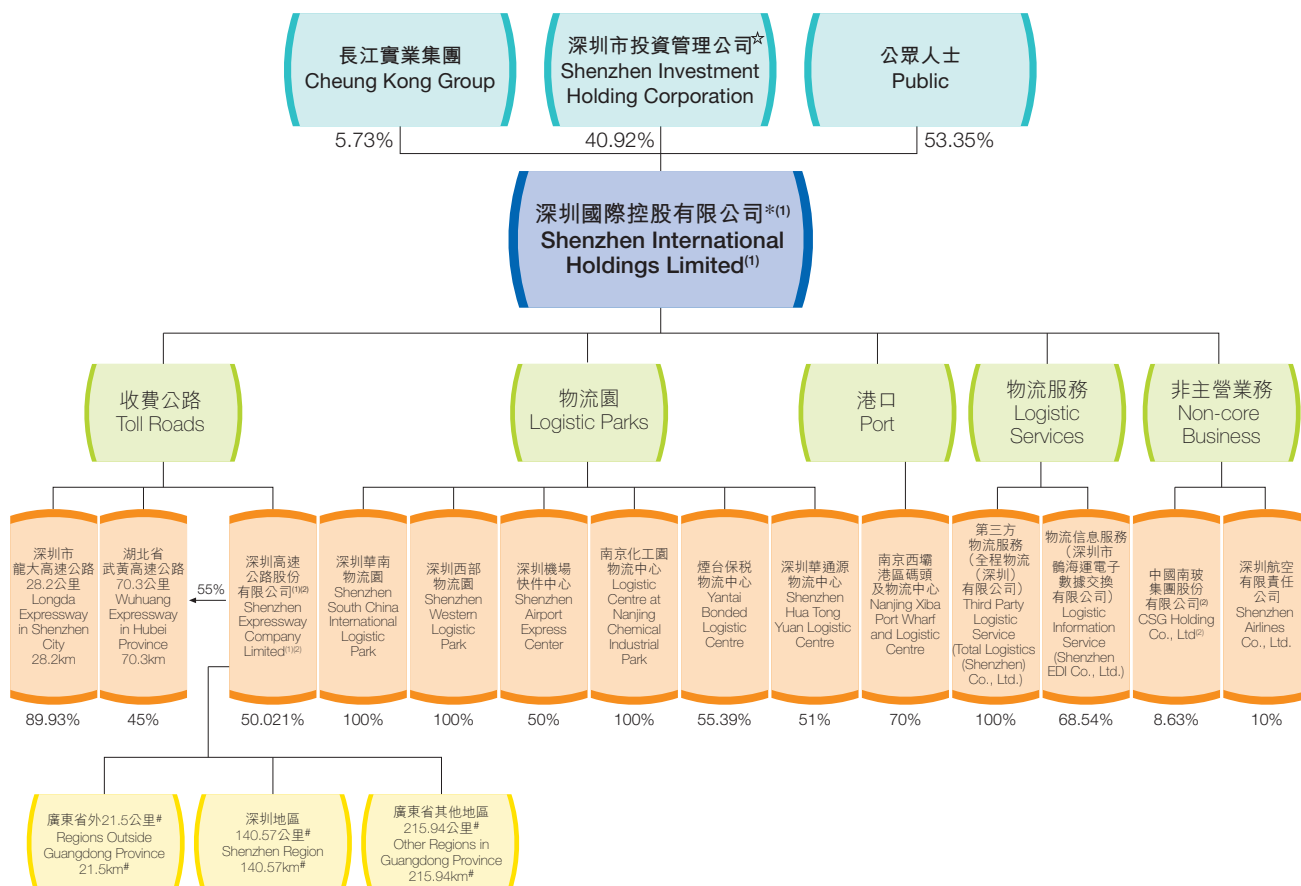 長江實業集團
Cheung Kong Group
深圳市投資管理公司☆
Shenzhen Investment
Holding Corporation
公眾人士
Public
5.73%
40.92%
53.35%
深圳國際控股有限公司*(1)
Shenzhen International
Holdings Limited(1)
收費公路
Toll Roads
物流園
Logistic Parks
港口
Port
物流服務
Logistic
Services
非主營業務
Non-core
Business
深圳市
龍大高速公路
28.2公里
Longda
Expressway
in Shenzhen
City
28.2km
89.93%
湖北省
武黃高速公路
70.3公里
Wuhuang
Expressway
in Hubei
Province
70.3km
45%
55%
深圳高速
公路股份
有限公司(1)(2)
Shenzhen
Expressway
Company
Limited(1)(2)
50.021%
深圳華南
物流園
Shenzhen
South China
International
Logistic
Park
100%
深圳西部
物流園
Shenzhen
Western
Logistic
Park
100%
深圳機場
快件中心
Shenzhen
Airport
Express
Center
50%
南京化工園
物流中心
Logistic
Centre at
Nanjing
Chemical
Industrial
Park
100%
煙台保税
物流中心
Yantai
Bonded
Logistic
Centre
55.39%
深圳華通源
物流中心
Shenzhen
Hua Tong
Yuan Logistic
Centre
51%
南京西壩
港區碼頭
及物流中心
Nanjing Xiba
Port Wharf
and Logistic
Centre
70%
第三方
物流服務
（全程物流
（深圳）
有限公司）
Third Party
Logistic
Service
(Total Logistics
(Shenzhen)
Co., Ltd.)
100%
物流信息服務
（深圳市
鵬海運電子
數據交換
有限公司）
Logistic
Information
Service
(Shenzhen
EDI Co., Ltd.)
68.54%
中國南玻
集團股份
有限公司(2)
CSG Holding
Co., Ltd(2)
8.63%
深圳航空
有限責任
公司
Shenzhen
Airlines
Co., Ltd.
10%
廣東省外21.5公里#
Regions Outside
Guangdong Province
21.5km#
深圳地區
140.57公里#
Shenzhen Region
140.57km#
廣東省其他地區
215.94公里#
Other Regions in
Guangdong Province
215.94km#